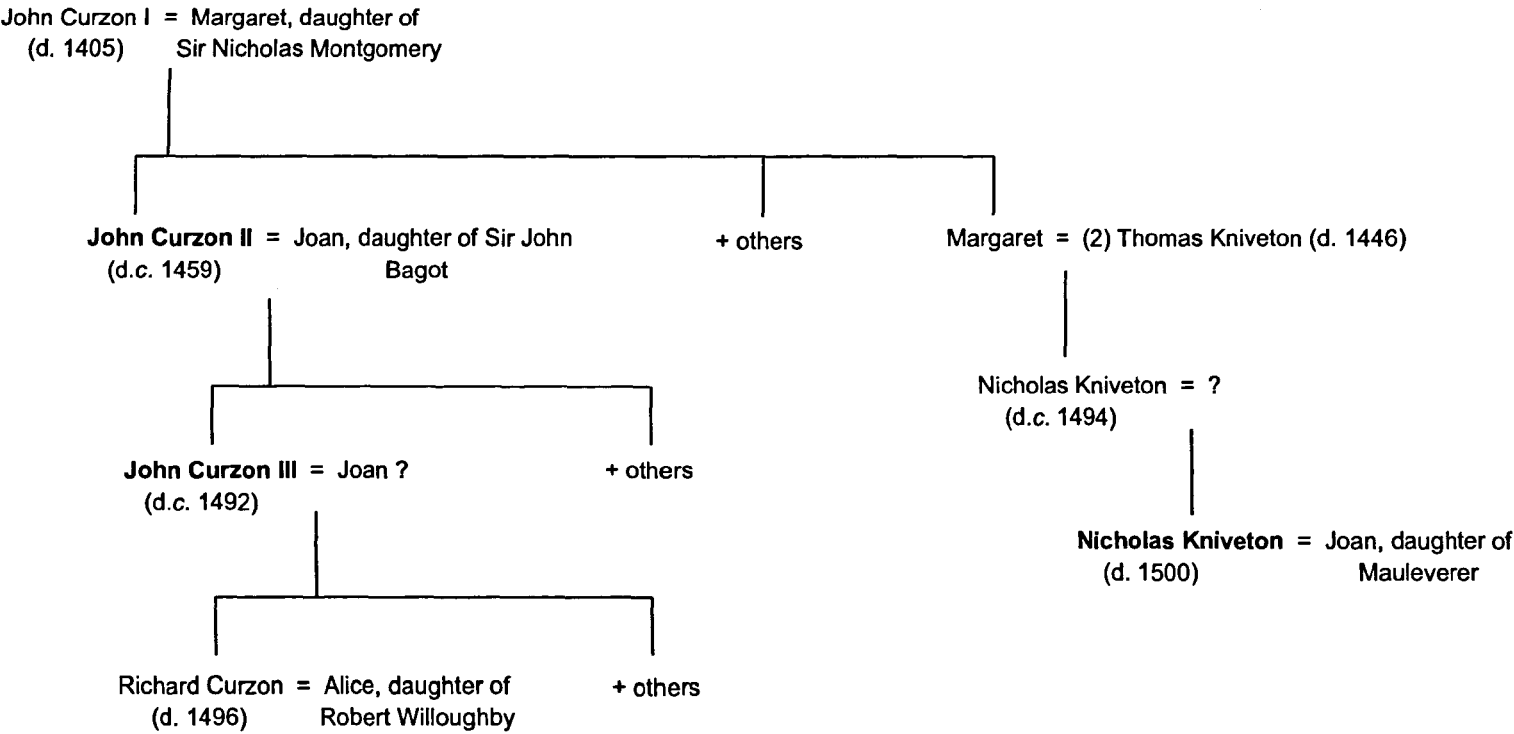 John Curzon I = Margaret, daughter of
(d. 1405) Sir Nicholas Montgomery
John Curzon II = Joan, daughter of Sir John
(d.c. 1459) Bagot
+ others
Margaret = (2) Thomas Kniveton (d. 1446)
Nicholas Kniveton = ?
(d.c. 1494)
John Curzon III = Joan ?
(d.c. 1492)
+ others
Nicholas Kniveton = Joan, daughter of
(d. 1500) Mauleverer
Richard Curzon = Alice, daughter of
(d. 1496) Robert Willoughby
+ others